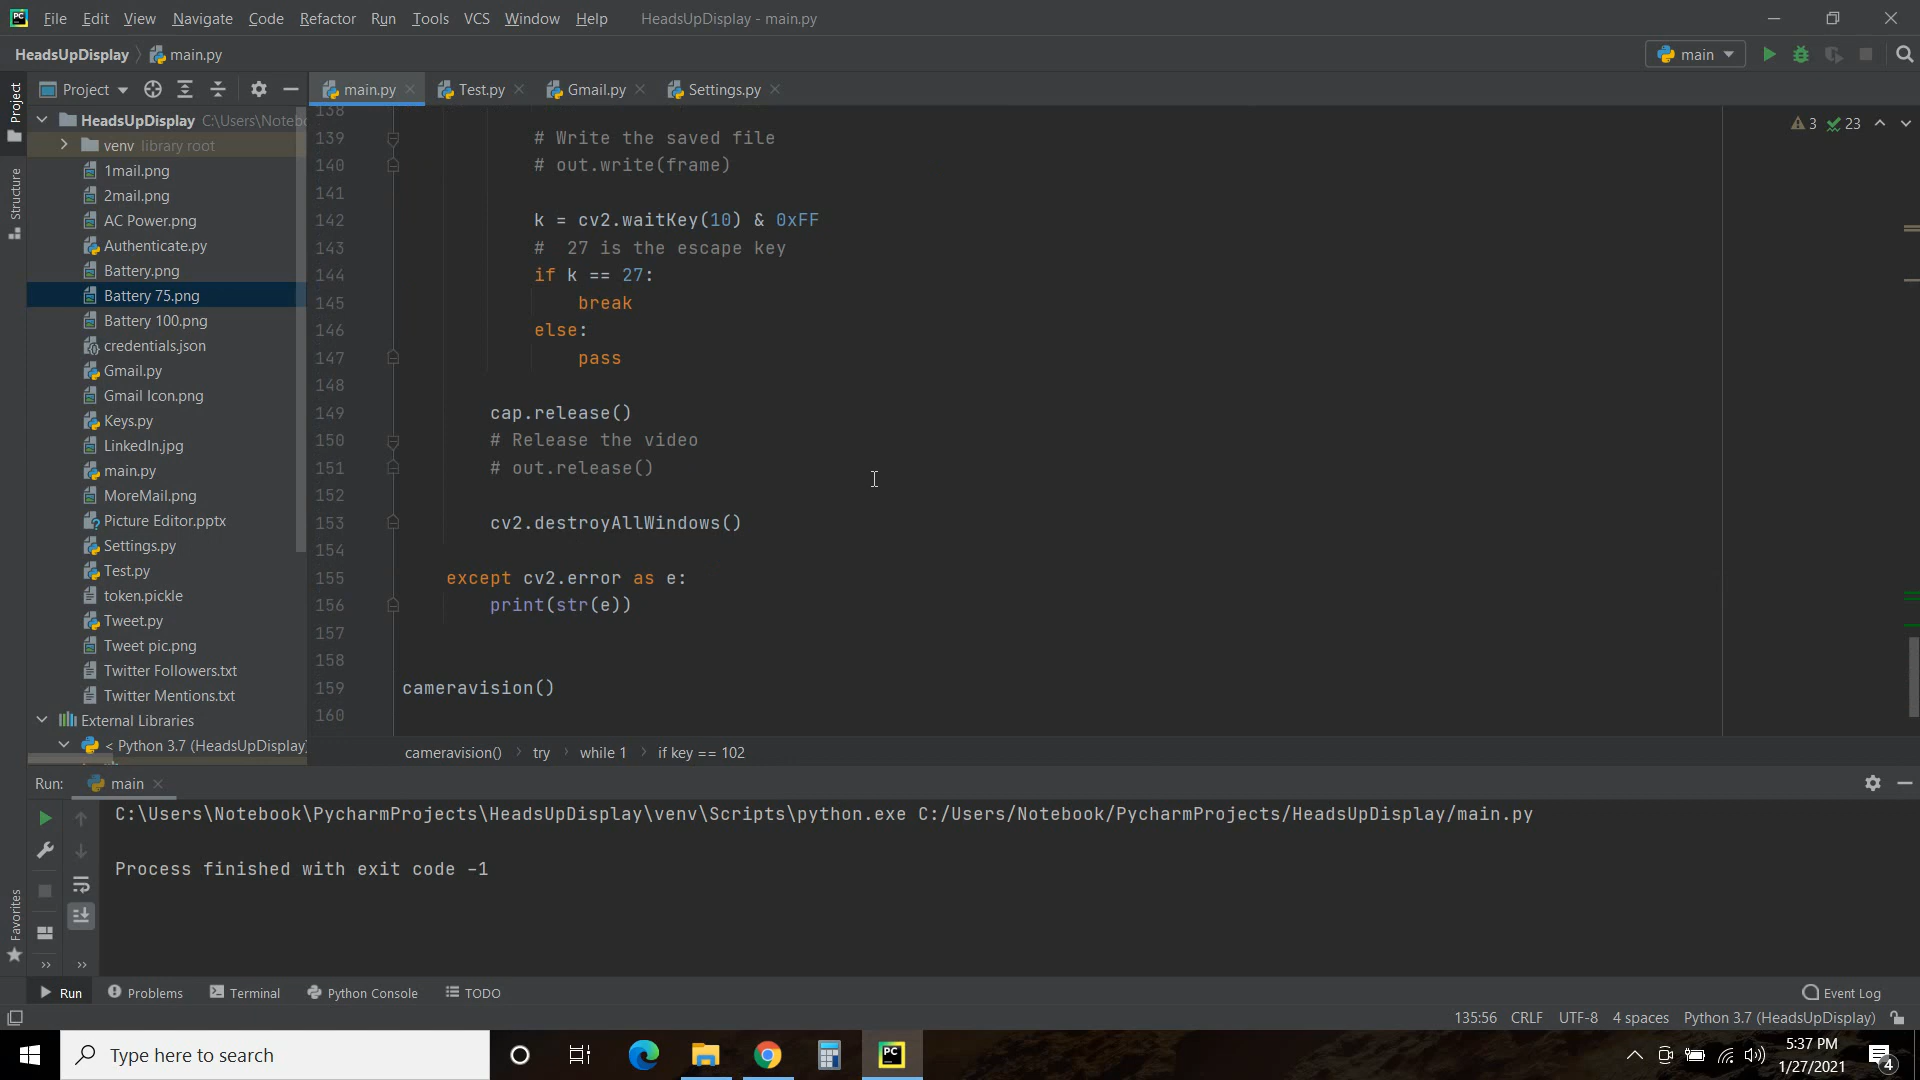 File Edit View Navigate Code Refactor Run Tools VCS Window Help HeadsUpDisplay - main.py
HeadsUpDisplay main.py main
Project main.py Test.py Gmail.py Settings.py
Project
Structure
Favorites
HeadsUpDisplay C:\Users\Noteb
venv library root
1mail.png
2mail.png
AC Power.png
Authenticate.py
Battery.png
Battery 75.png
Battery 100.png
credentials.json
Gmail.py
Gmail Icon.png
Keys.py
LinkedIn.jpg
main.py
MoreMail.png
Picture Editor.pptx
Settings.py
Test.py
token.pickle
Tweet.py
Tweet pic.png
Twitter Followers.txt
Twitter Mentions.txt
External Libraries
< Python 3.7 (HeadsUpDisplay)
3 23
138
139 # Write the saved file
140 # out.write(frame)
141
142 k = cv2.waitKey(10) & 0xFF
143 #  27 is the escape key
144 if k == 27:
145 break
146 else:
147 pass
148
149 cap.release()
150 # Release the video
151 # out.release()
152
153 cv2.destroyAllWindows()
154
155 except cv2.error as e:
156 print(str(e))
157
158
159 cameravision()
160
cameravision() try while 1 if key == 102
Run: main
C:\Users\Notebook\PycharmProjects\HeadsUpDisplay\venv\Scripts\python.exe C:/Users/Notebook/PycharmProjects/HeadsUpDisplay/main.py
Process finished with exit code -1
Run Problems Terminal Python Console TODO Event Log
135:56 CRLF UTF-8 4 spaces Python 3.7 (HeadsUpDisplay)
Type here to search
PC
5:37 PM
1/27/2021
4